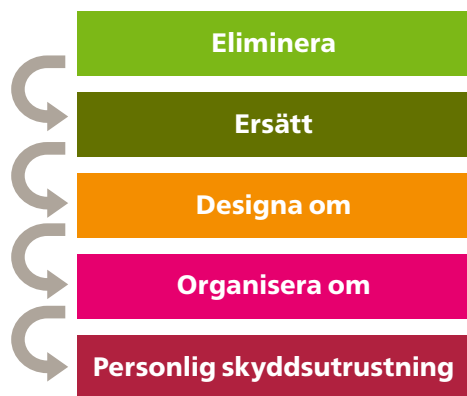 Eliminera
Ersätt
Designa om
Organisera om
Personlig skyddsutrustning